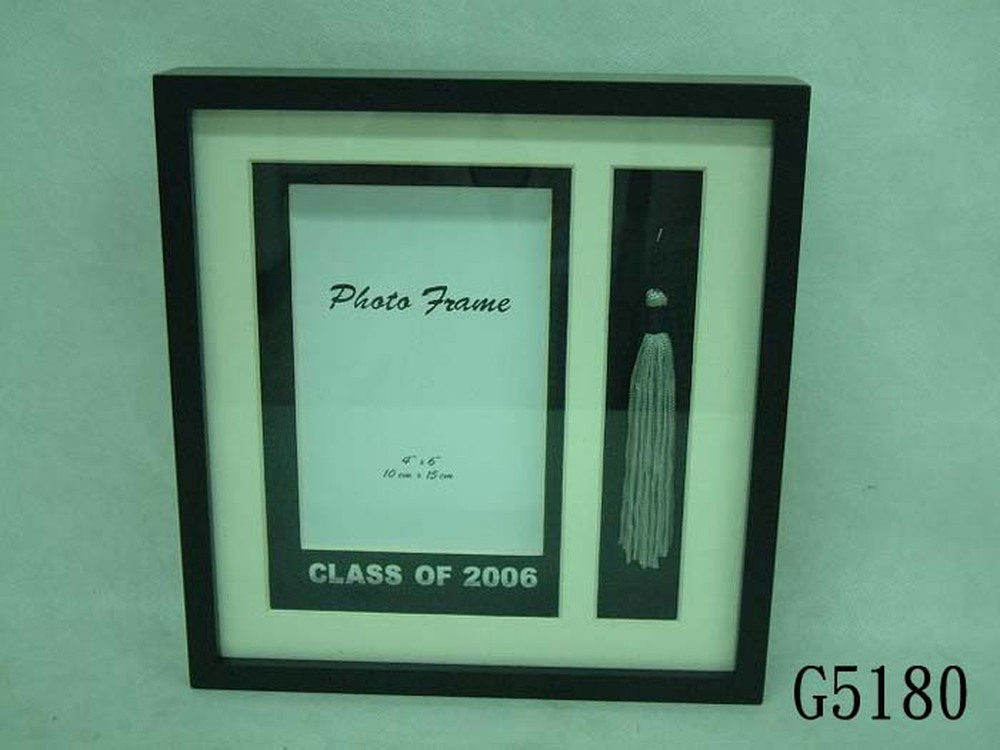 Photo Frame
4" x 6"
10 cm x 15 cm
CLASS OF 2006
G5180